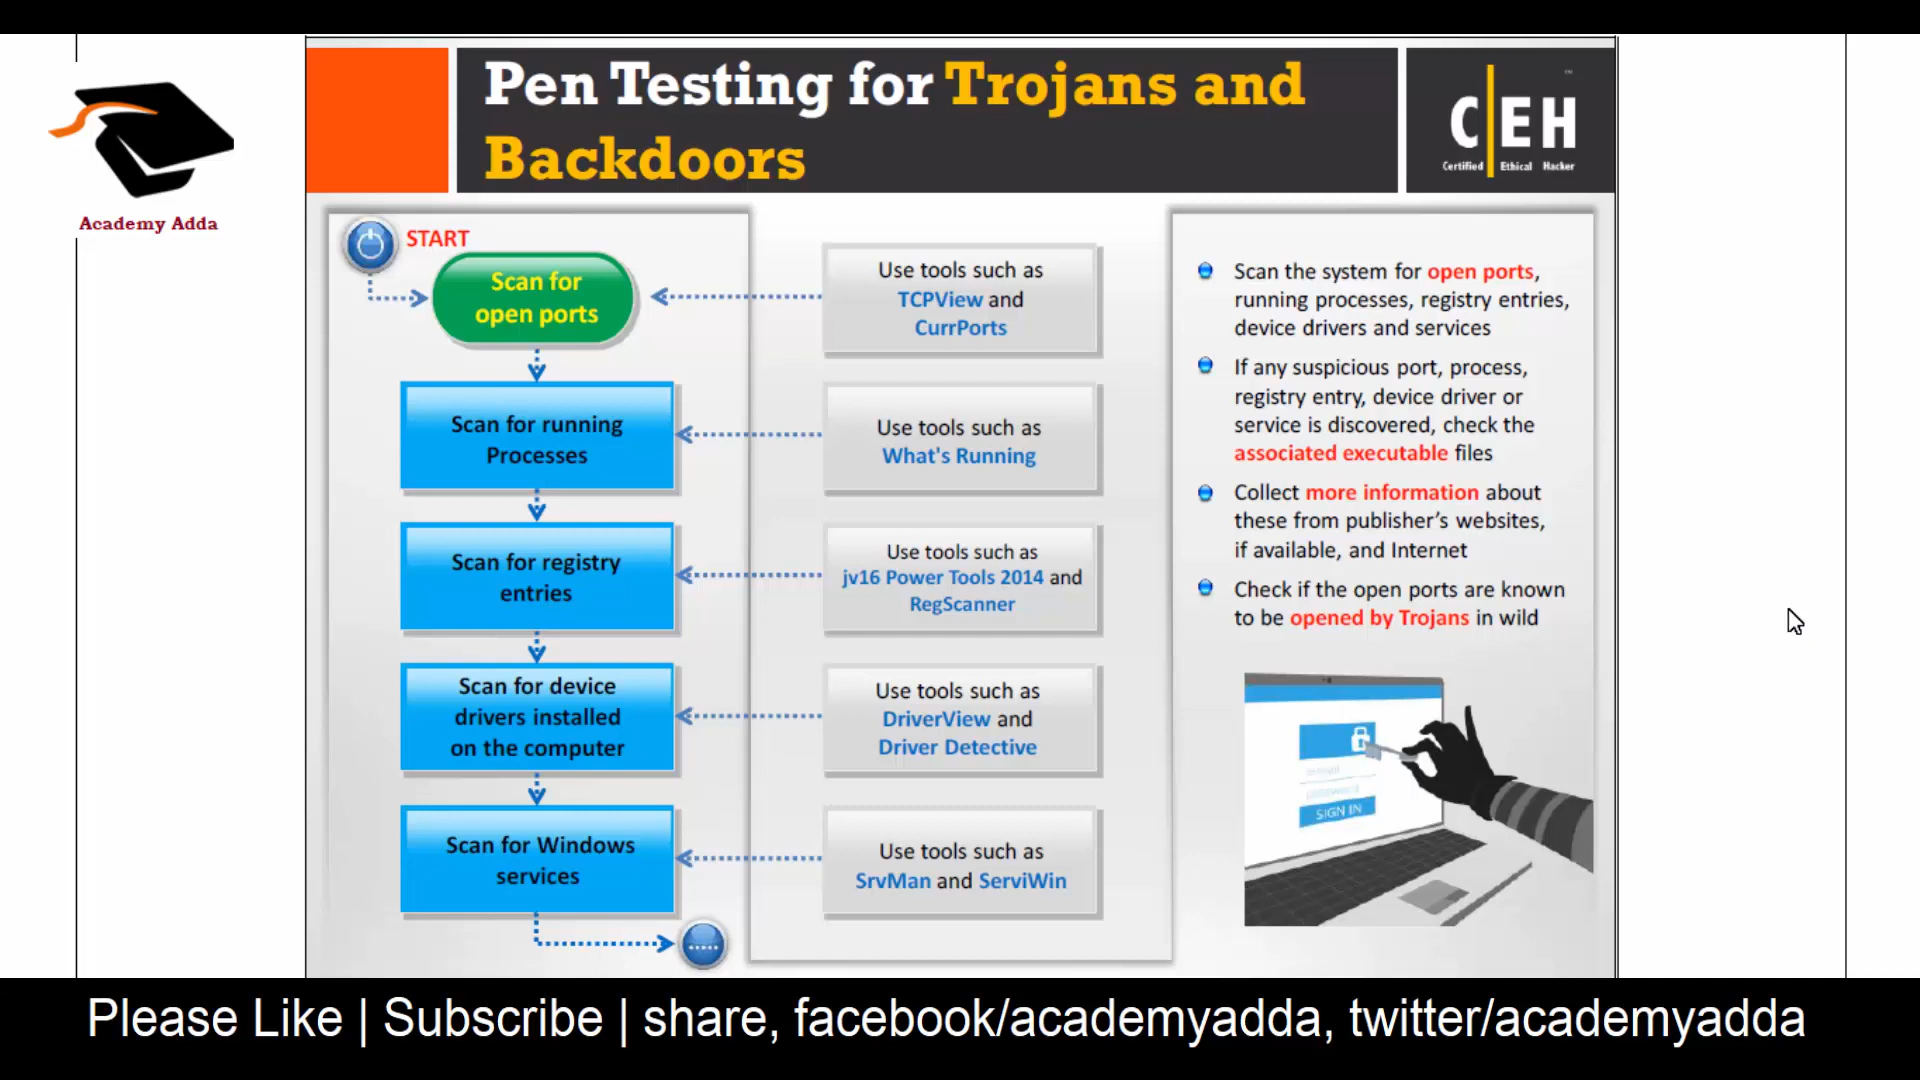 Academy Adda
Pen Testing for Trojans and
Backdoors
CEH
™
Certified Ethical Hacker
START
Scan for
open ports
Scan for running
Processes
Scan for registry
entries
Scan for device
drivers installed
on the computer
Scan for Windows
services
Use tools such as
TCPView and
CurrPorts
Use tools such as
What's Running
Use tools such as
jv16 Power Tools 2014 and
RegScanner
Use tools such as
DriverView and
Driver Detective
Use tools such as
SrvMan and ServiWin
Scan the system for open ports,
running processes, registry entries,
device drivers and services
If any suspicious port, process,
registry entry, device driver or
service is discovered, check the
associated executable files
Collect more information about
these from publisher’s websites,
if available, and Internet
Check if the open ports are known
to be opened by Trojans in wild
SIGN IN
Please Like | Subscribe | share, facebook/academyadda, twitter/academyadda